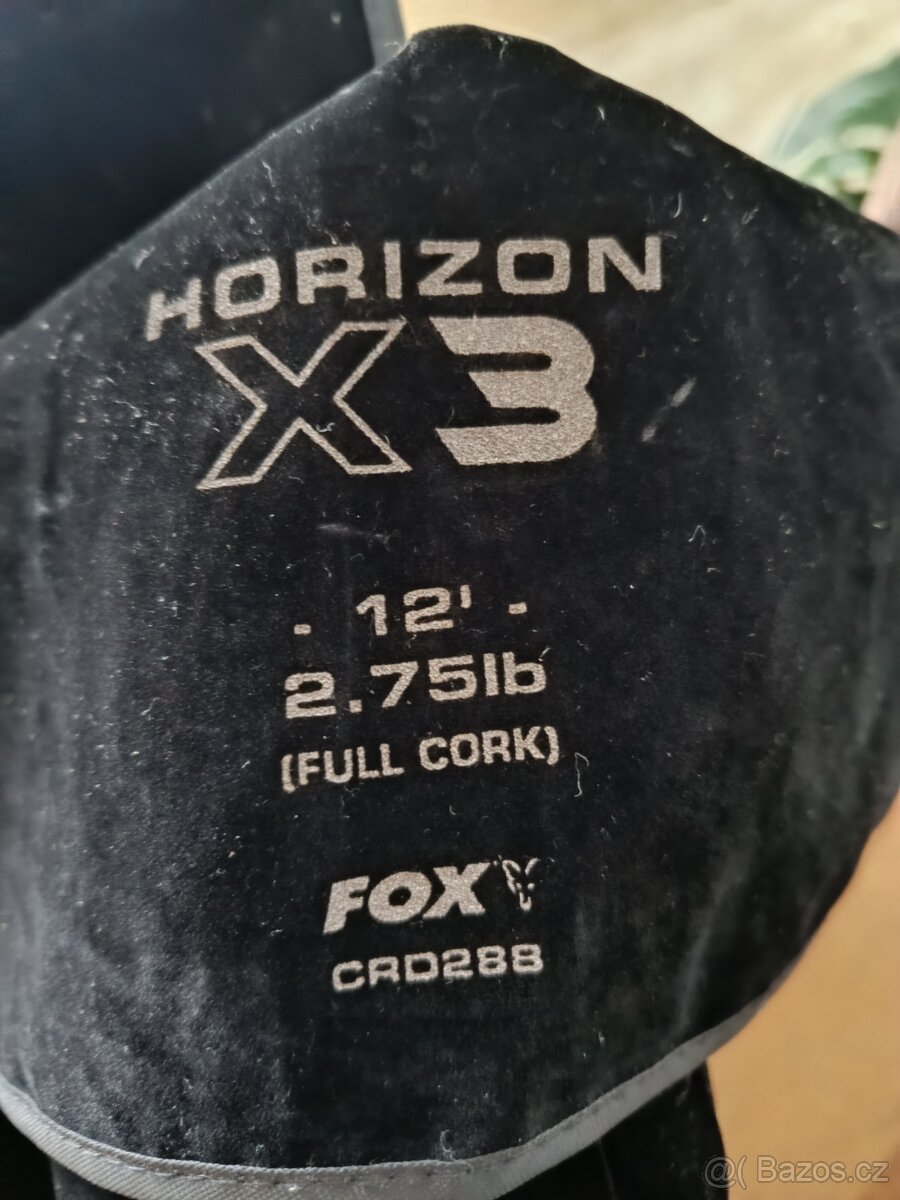 HORIZON
X3
- 12' -
2.75lb
(FULL CORK)
FOX
CRD288
@( Bazos.cz